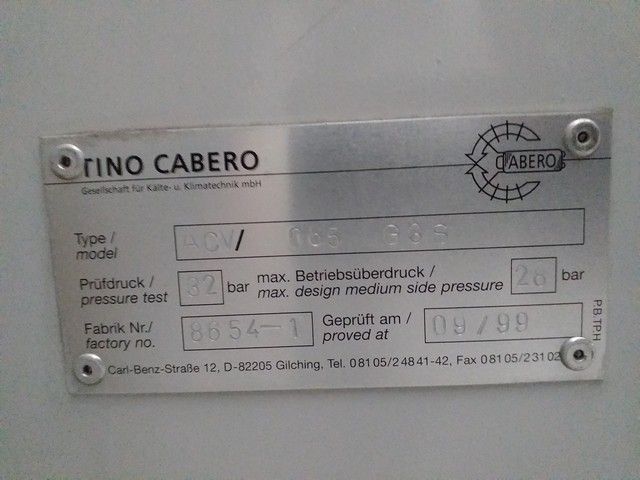 TINO CABERO
Gesellschaft für Kälte- u. Klimatechnik mbH
CABERO
Type / model ACV/ 065 G3S
Prüfdruck / pressure test 32 bar max. Betriebsüberdruck / max. design medium side pressure 26 bar
Fabrik Nr./ factory no. 8654-1 Geprüft am / proved at 09/99
Carl-Benz-Straße 12, D-82205 Gilching, Tel. 08105/24841-42, Fax 08105/23102
P.B.TPH